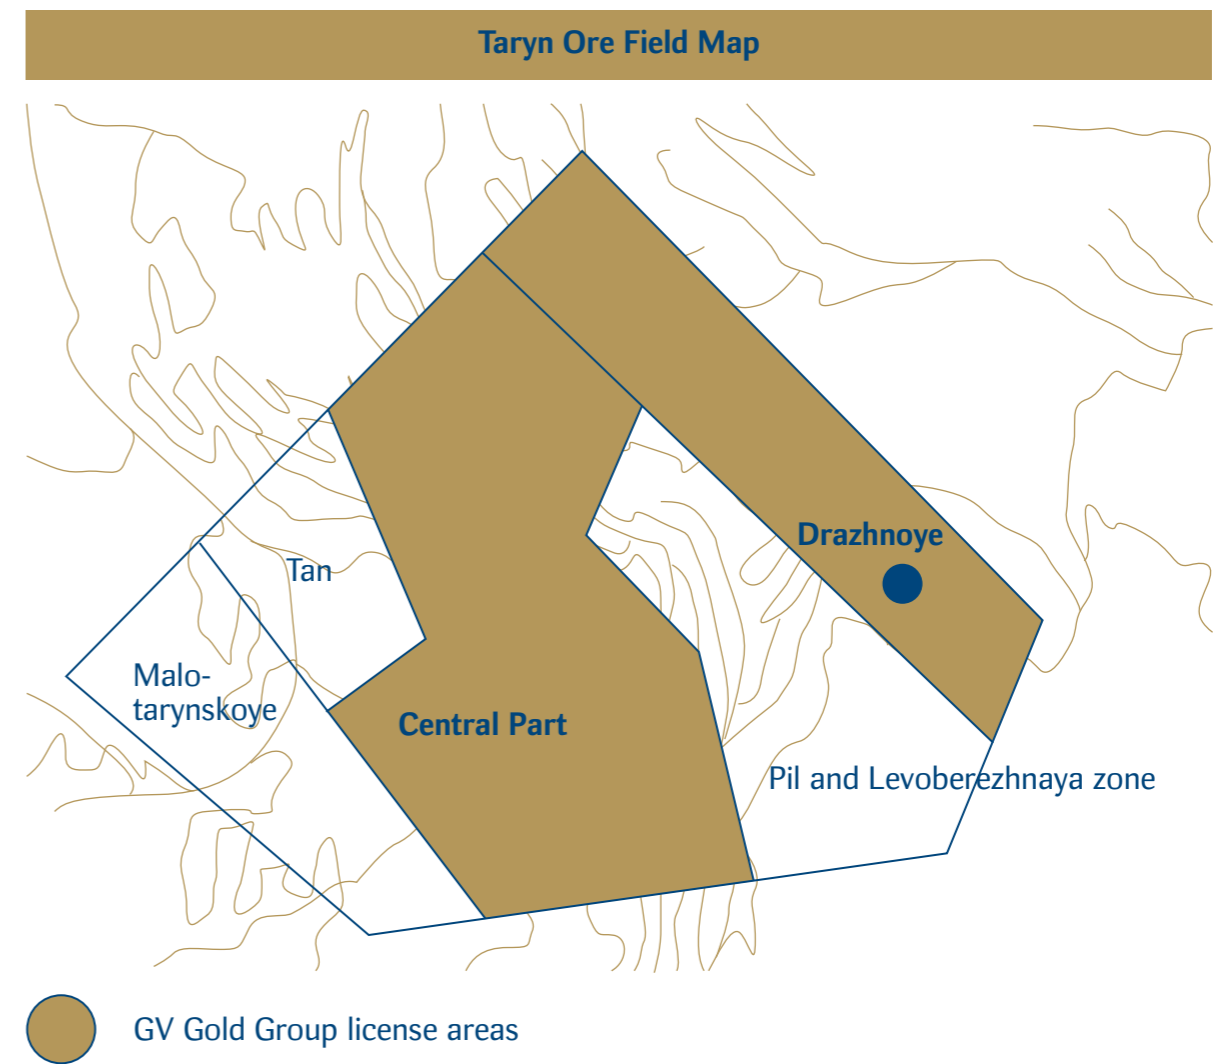 Taryn Ore Field Map
Drazhnoye
Tan
Malo-
tarynskoye
Central Part
Pil and Levoberezhnaya zone
GV Gold Group license areas